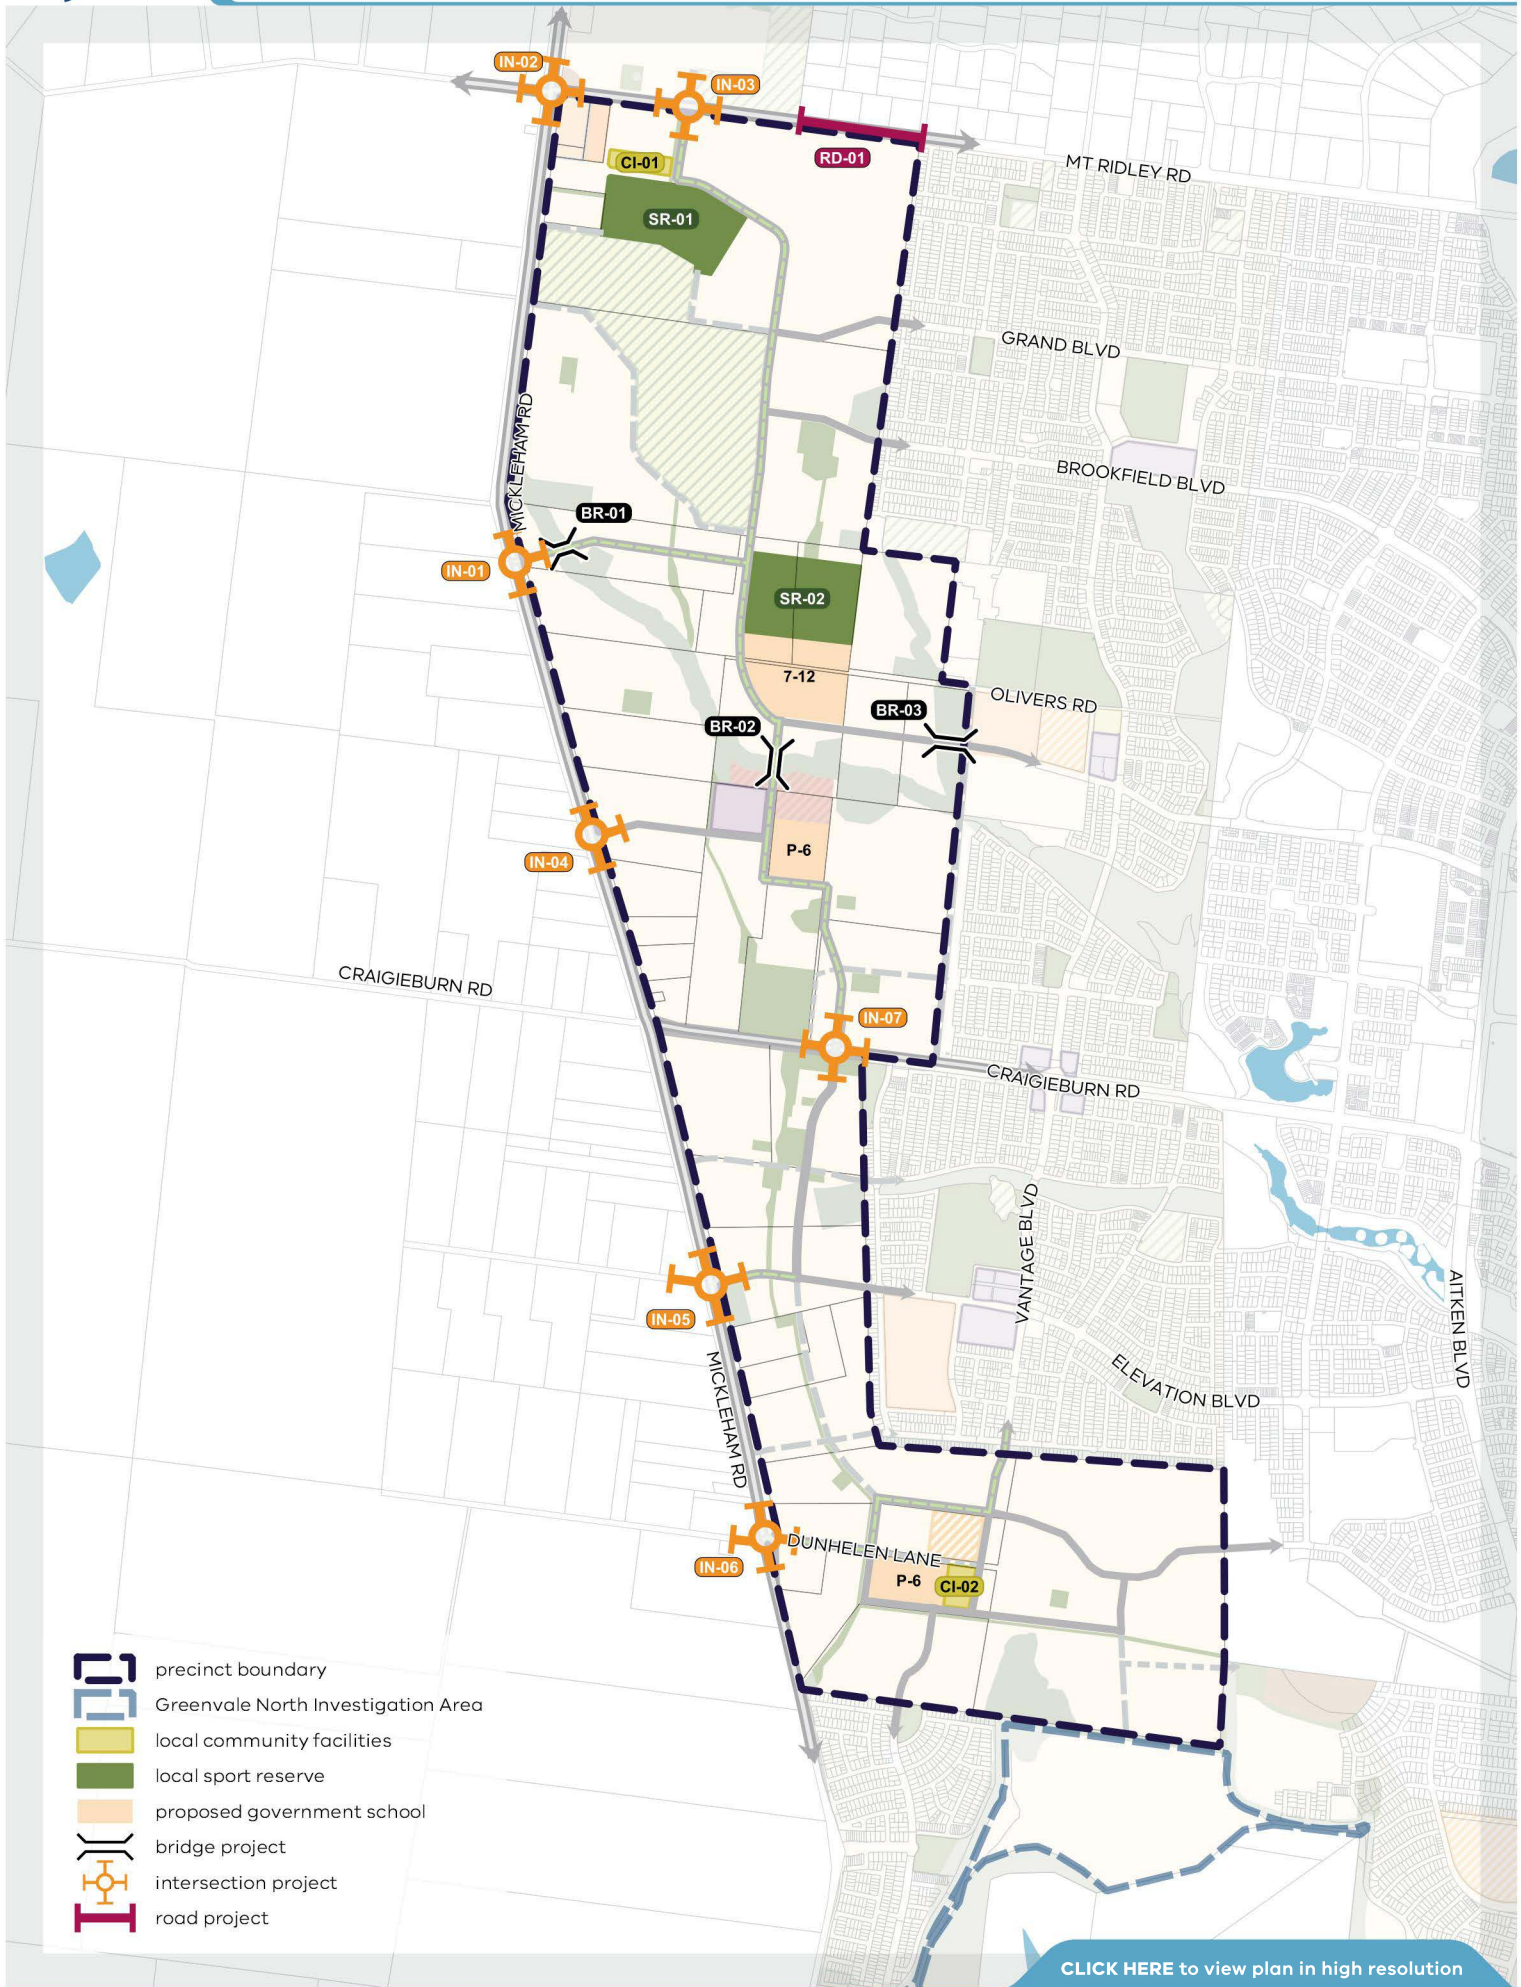 IN-02
IN-03
CI-01
RD-01
MT RIDLEY RD
SR-01
GRAND BLVD
MICKLEHAM RD
BROOKFIELD BLVD
BR-01
IN-01
SR-02
7-12
OLIVERS RD
BR-03
BR-02
P-6
IN-04
CRAIGIEBURN RD
IN-07
CRAIGIEBURN RD
VANTAGE BLVD
IN-05
AITKEN BLVD
MICKLEHAM RD
ELEVATION BLVD
DUNHELEN LANE
IN-06
P-6
CI-02
precinct boundary
Greenvale North Investigation Area
local community facilities
local sport reserve
proposed government school
bridge project
intersection project
road project
CLICK HERE to view plan in high resolution